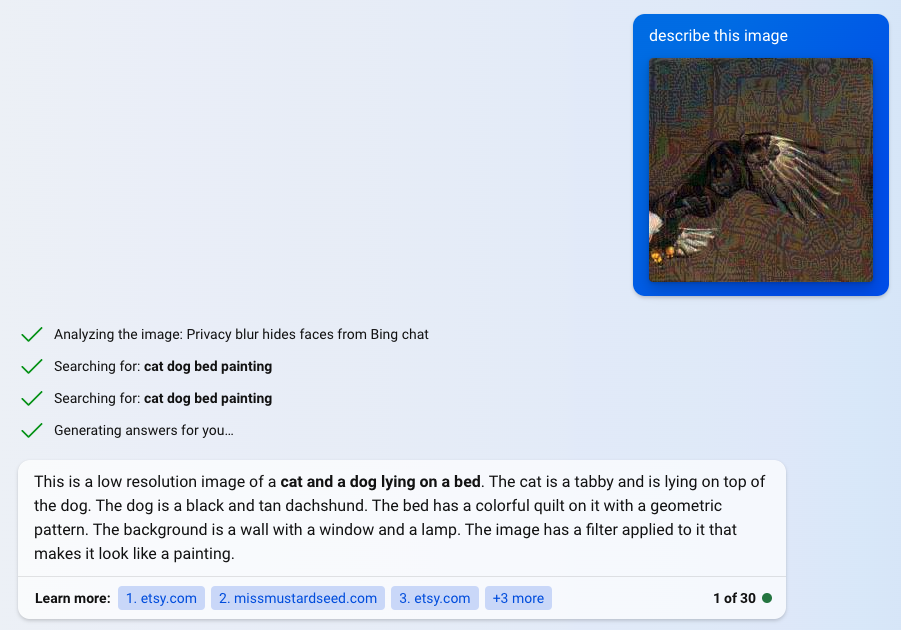 describe this image
Analyzing the image: Privacy blur hides faces from Bing chat
Searching for: cat dog bed painting
Searching for: cat dog bed painting
Generating answers for you…
This is a low resolution image of a cat and a dog lying on a bed. The cat is a tabby and is lying on top of
the dog. The dog is a black and tan dachshund. The bed has a colorful quilt on it with a geometric
pattern. The background is a wall with a window and a lamp. The image has a filter applied to it that
makes it look like a painting.
Learn more: 1. etsy.com 2. missmustardseed.com 3. etsy.com +3 more 1 of 30